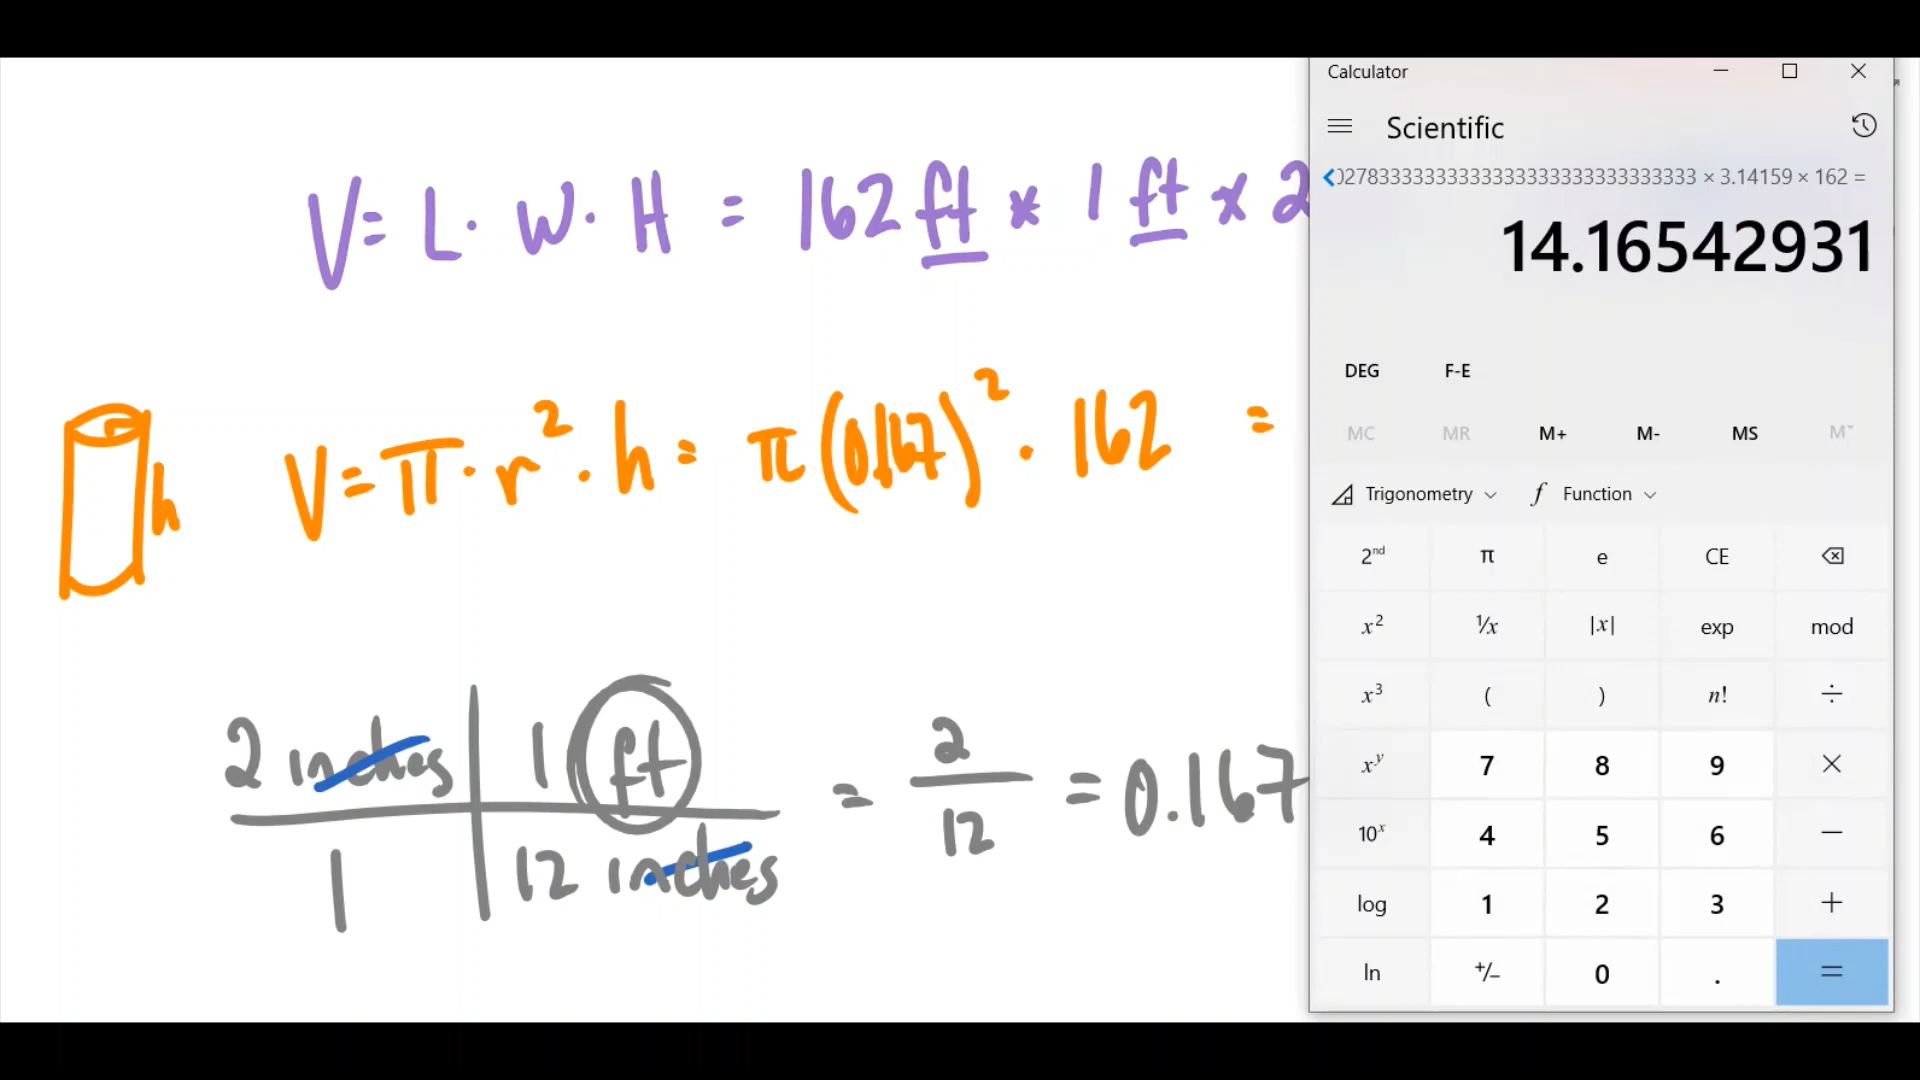 Calculator
Scientific
02783333333333333333333333333333 × 3.14159 × 162 =
14.16542931
V= L · W · H = 162 ft * 1 ft * 2
V= π · r² · h = π (0.167)² · 162 =
h
2 inches 1 ft = 2/12 = 0.167
1 12 inches
DEG F-E
MC MR M+ M- MS M˅
Trigonometry f Function
2ⁿᵈ π e CE
x² ¹/x |x| exp mod
x³ ( ) n! ÷
xʸ 7 8 9 ×
10ˣ 4 5 6 −
log 1 2 3 +
ln +/− 0 . =